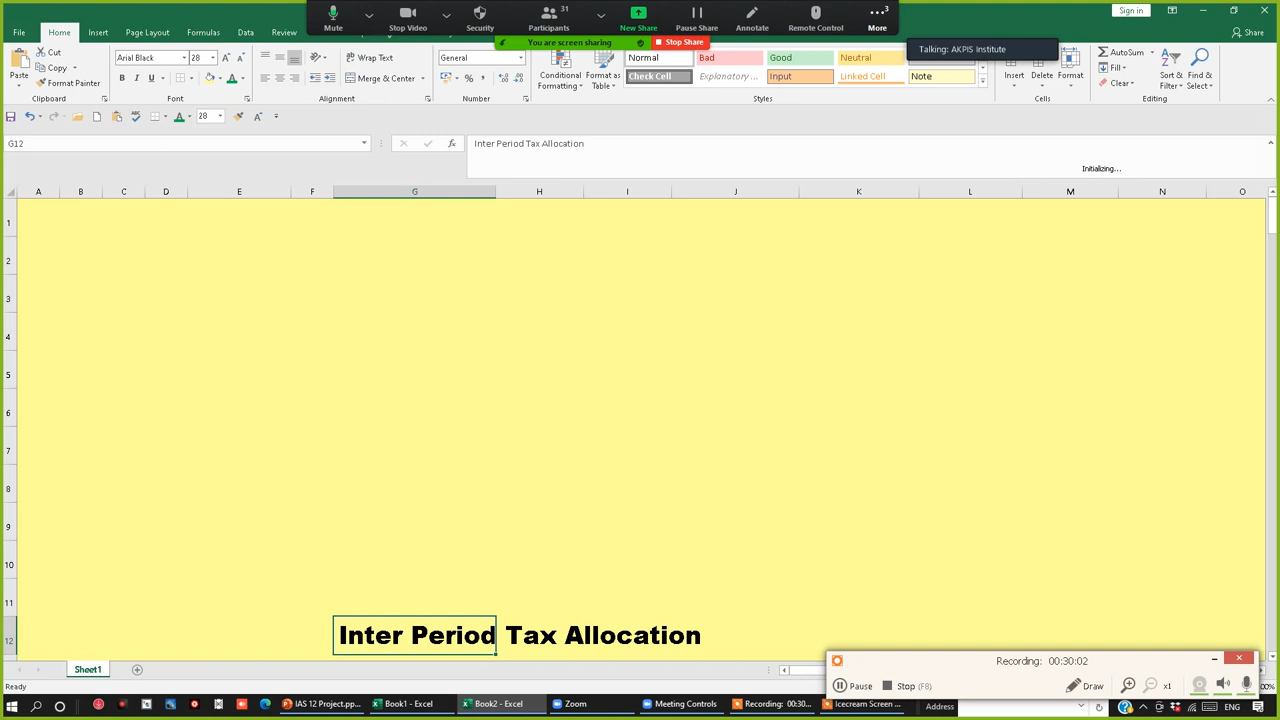 31
3
Mute
Stop Video
Security
Participants
New Share
Pause Share
Annotate
Remote Control
More
Sign in
You are screen sharing
Stop Share
Talking: AKPIS Institute
File
Home
Insert
Page Layout
Formulas
Data
Review
Share
Paste
Cut
Copy
Format Painter
Clipboard
Arial Black
28
B I U
Font
Wrap Text
Merge & Center
Alignment
General
Number
Conditional Formatting
Format as Table
Normal
Bad
Good
Neutral
Check Cell
Explanatory ...
Input
Linked Cell
Note
Styles
Insert
Delete
Format
Cells
AutoSum
Fill
Clear
Sort & Filter
Find & Select
Editing
28
G12
fx
Inter Period Tax Allocation
Initializing...
A B C D E F G H I J K L M N O
1
2
3
4
5
6
7
8
9
10
11
12
Inter Period Tax Allocation
Recording: 00:30:02
Pause
Stop (F8)
Draw
x1
Sheet1
Ready
IAS 12 Project.pp...
Book1 - Excel
Book2 - Excel
Zoom
Meeting Controls
Recording: 00:30...
Icecream Screen ...
Address
ENG